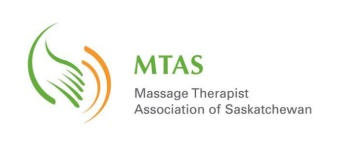 MTAS
Massage Therapist
Association of Saskatchewan